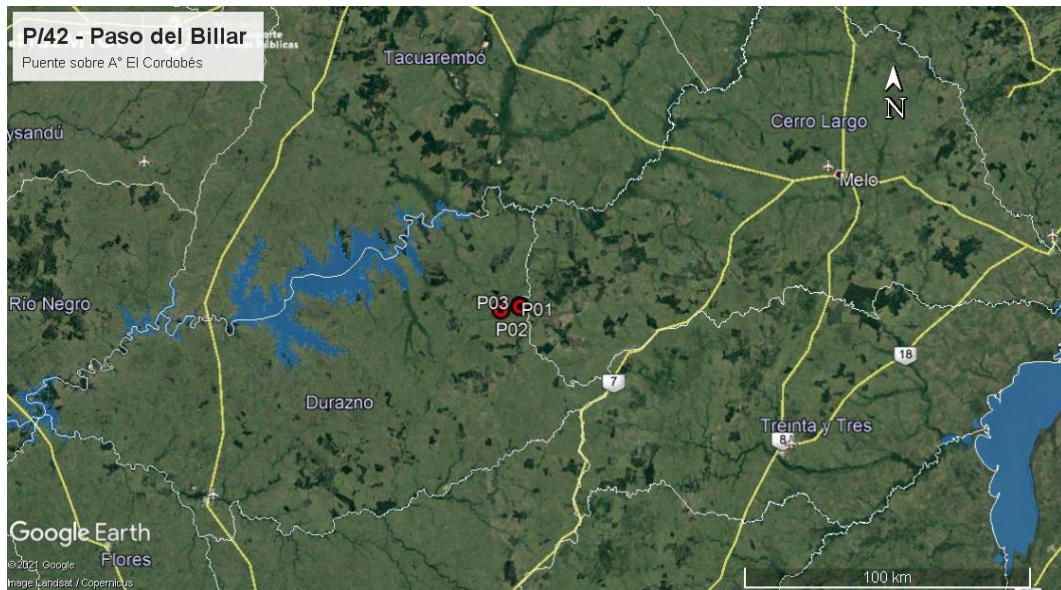 P/42 - Paso del Billar
Puente sobre A° El Cordobés
Tacuarembó
N
Cerro Largo
ysandú
Melo
Río Negro
P03
P01
P02
18
7
Durazno
Treinta y Tres
8
Google Earth
Flores
©2021 Google
Image Landsat / Copernicus
100 km